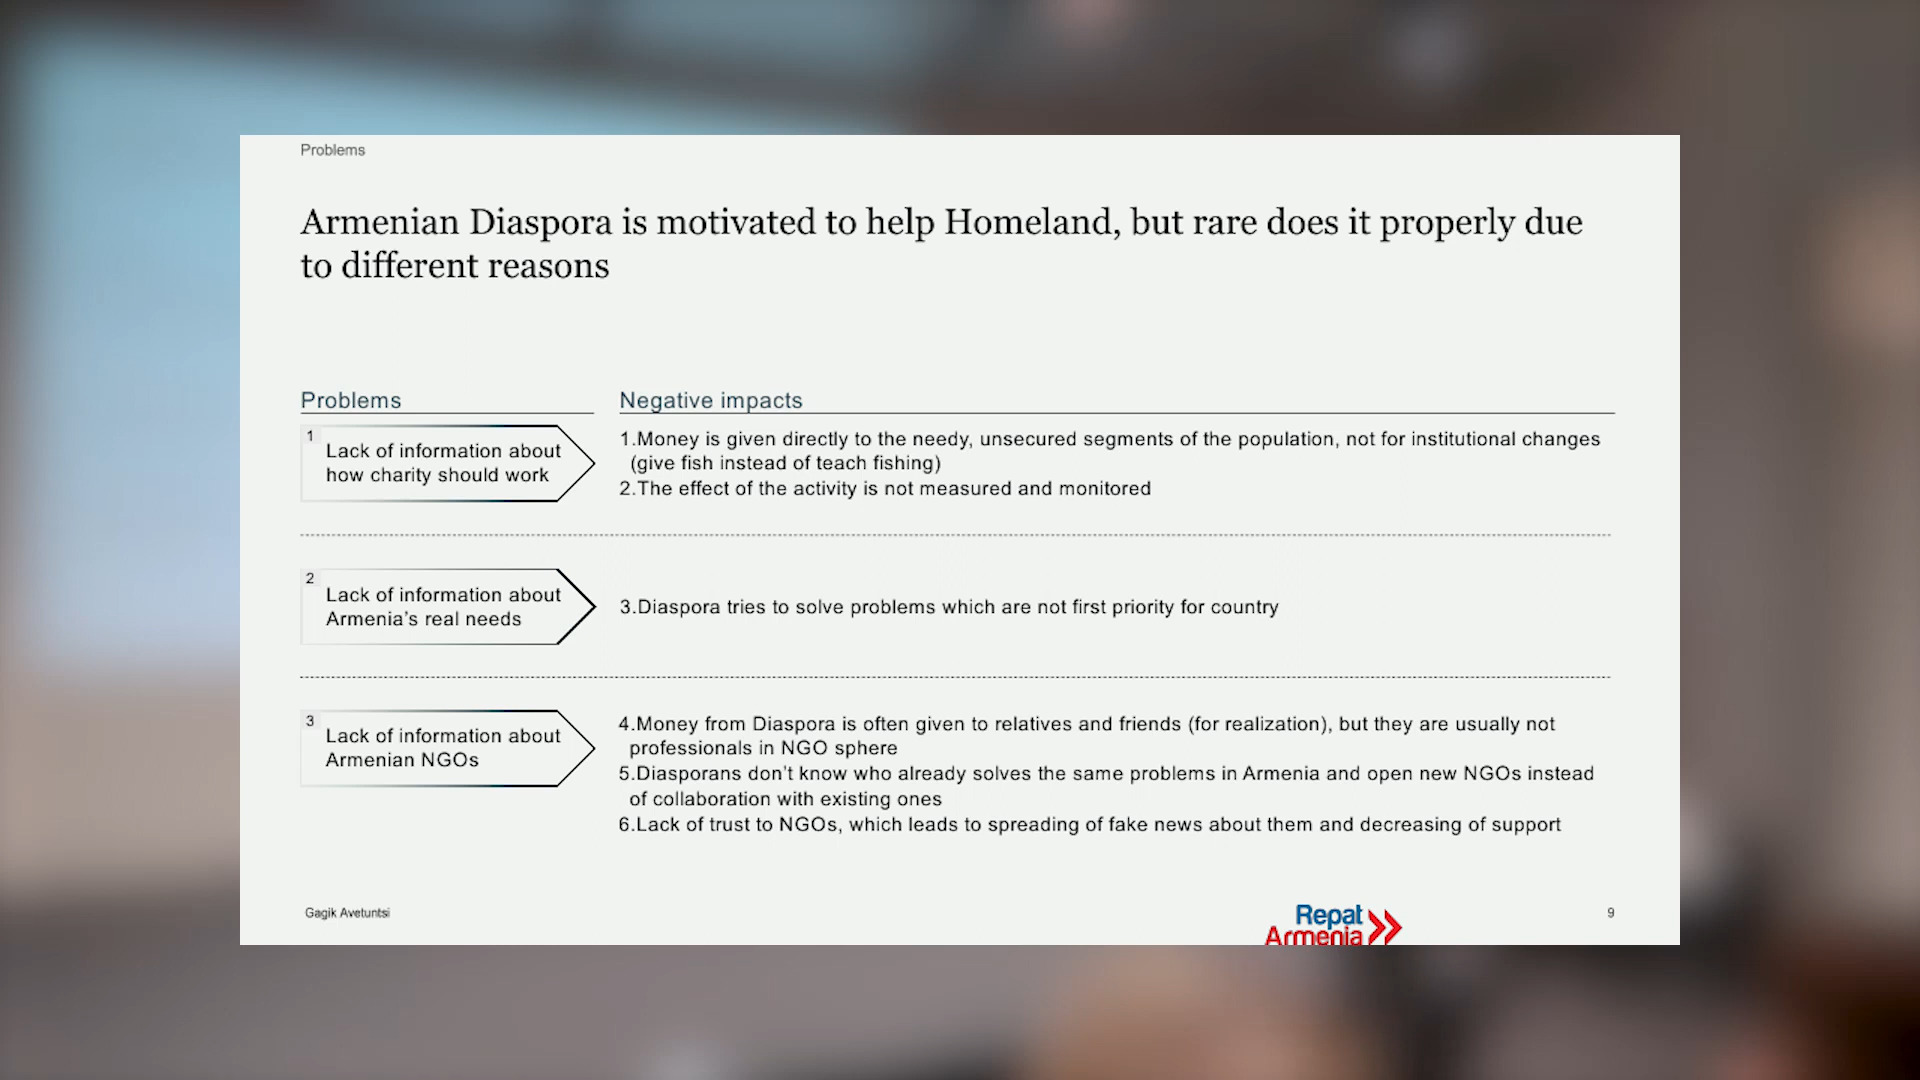 Problems
Armenian Diaspora is motivated to help Homeland, but rare does it properly due
to different reasons
Problems
Negative impacts
1
Lack of information about
how charity should work
1.Money is given directly to the needy, unsecured segments of the population, not for institutional changes
(give fish instead of teach fishing)
2.The effect of the activity is not measured and monitored
2
Lack of information about
Armenia’s real needs
3.Diaspora tries to solve problems which are not first priority for country
3
Lack of information about
Armenian NGOs
4.Money from Diaspora is often given to relatives and friends (for realization), but they are usually not
professionals in NGO sphere
5.Diasporans don’t know who already solves the same problems in Armenia and open new NGOs instead
of collaboration with existing ones
6.Lack of trust to NGOs, which leads to spreading of fake news about them and decreasing of support
Gagik Avetuntsi
Repat
Armenia
9